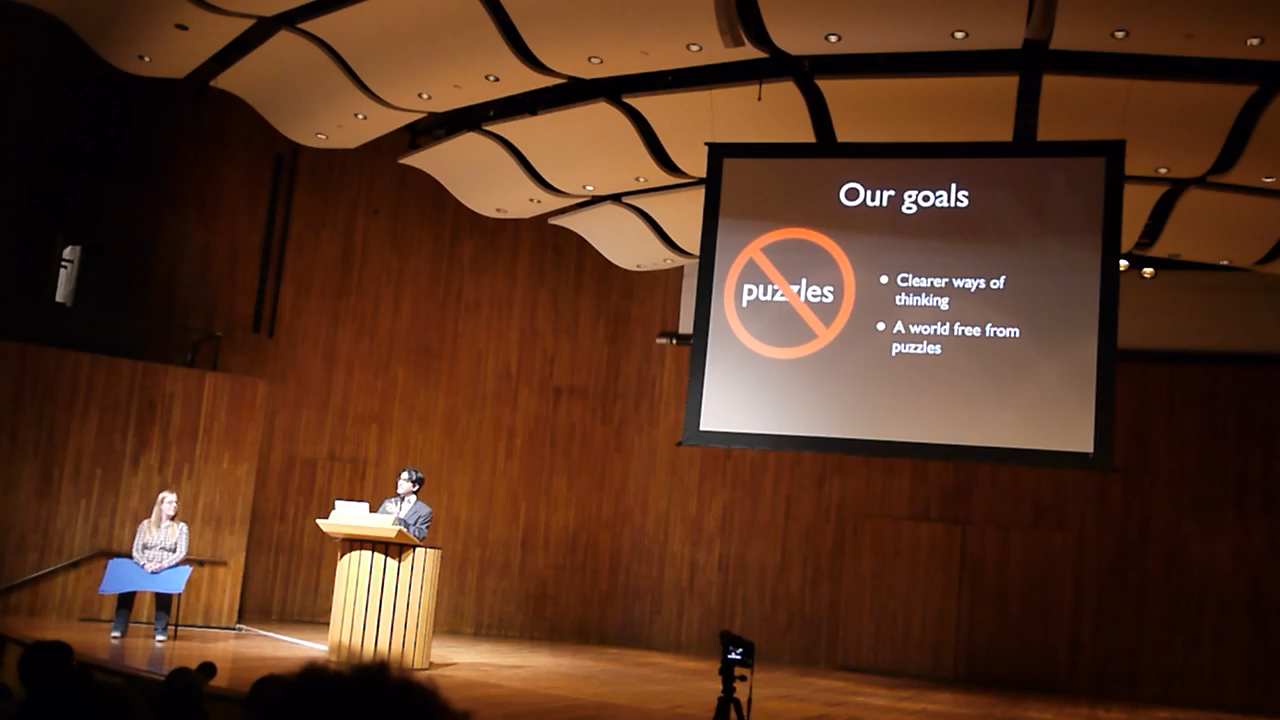 Our goals
puzzles
• Clearer ways of
thinking
• A world free from
puzzles